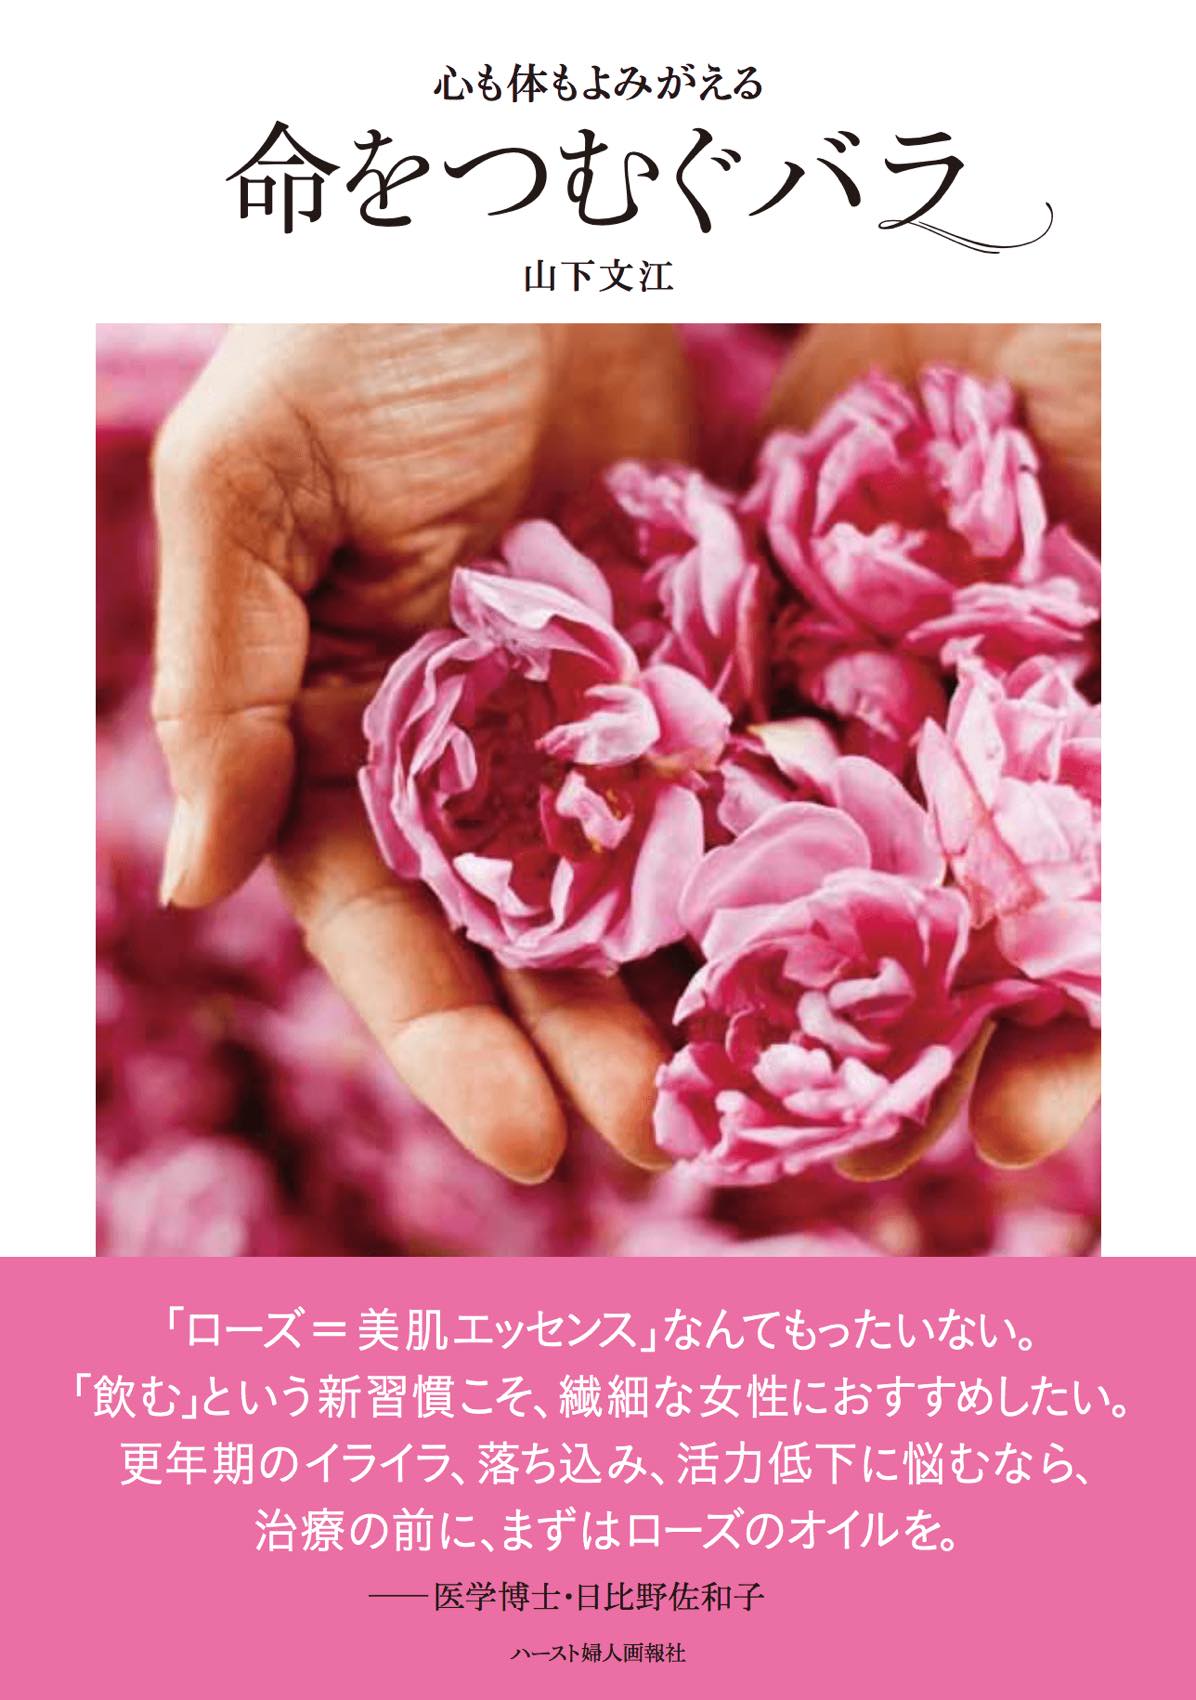 心も体もよみがえる
命をつむぐバラ
山下文江
「ローズ＝美肌エッセンス」なんてもったいない。
「飲む」という新習慣こそ、繊細な女性におすすめしたい。
更年期のイライラ、落ち込み、活力低下に悩むなら、
治療の前に、まずはローズのオイルを。
──医学博士・日比野佐和子
ハースト婦人画報社